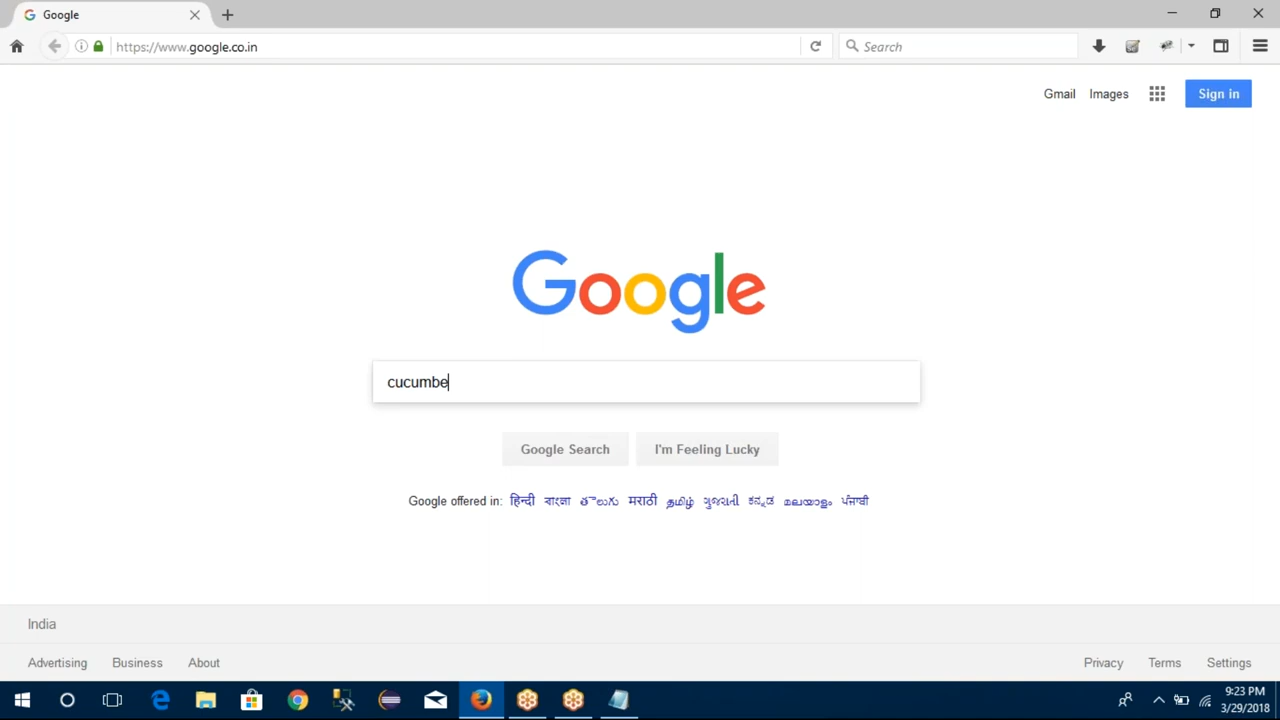 Google
https://www.google.co.in
Search
Gmail Images Sign in
Google
cucumbe
Google Search I'm Feeling Lucky
Google offered in: हिन्दी বাংলা తెలుగు मराठी தமிழ் ગુજરાતી ಕನ್ನಡ മലയാളം ਪੰਜਾਬੀ
India
Advertising Business About Privacy Terms Settings
9:23 PM
3/29/2018